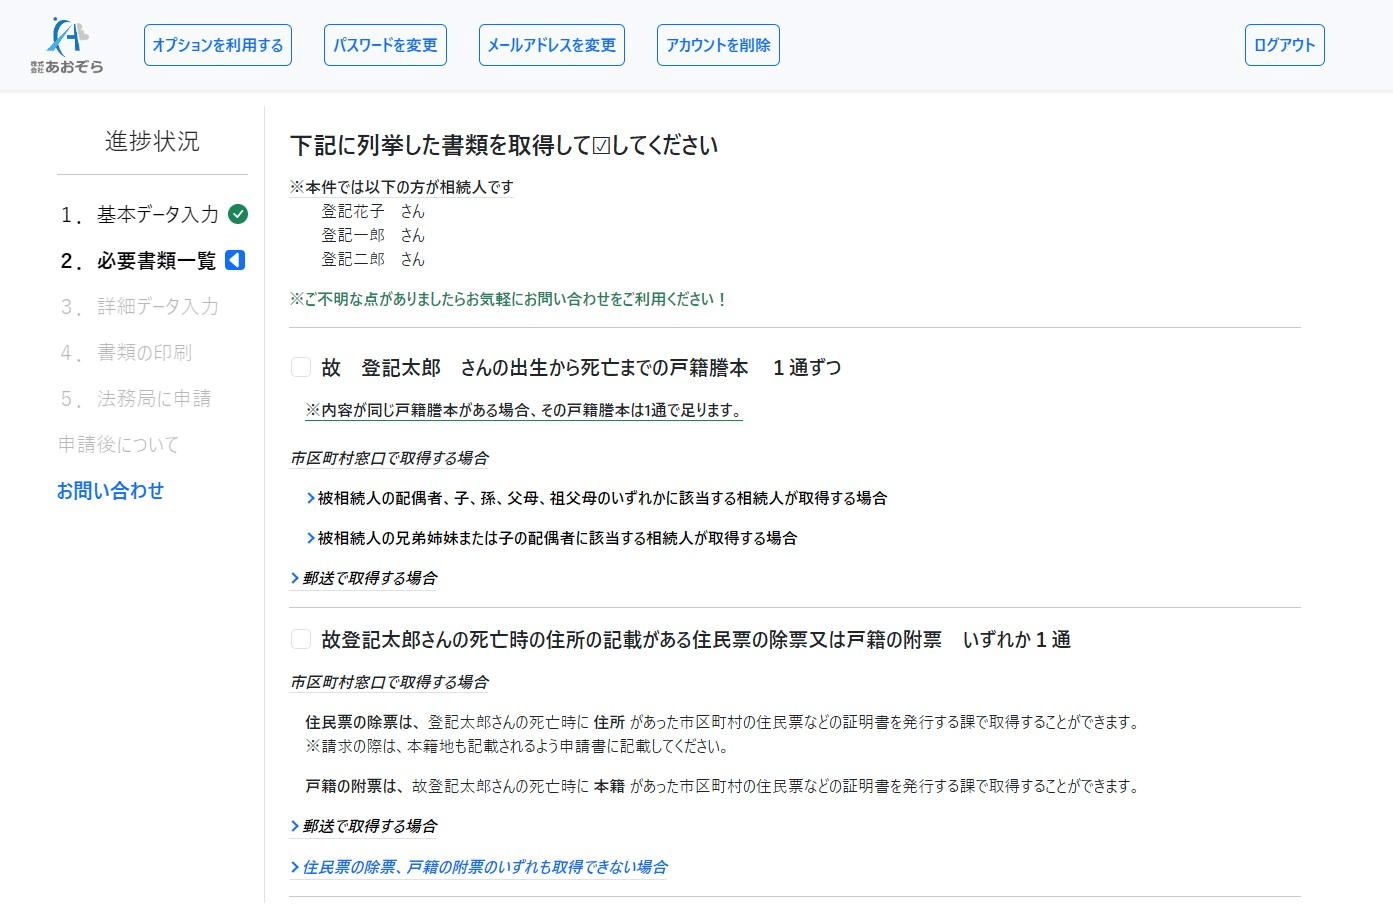 株式会社あおぞら
オプションを利用する
パスワードを変更
メールアドレスを変更
アカウントを削除
ログアウト
進捗状況
1. 基本データ入力
2. 必要書類一覧
3. 詳細データ入力
4. 書類の印刷
5. 法務局に申請
申請後について
お問い合わせ
下記に列挙した書類を取得して☑してください
※本件では以下の方が相続人です
登記花子　さん
登記一郎　さん
登記二郎　さん
※ご不明な点がありましたらお気軽にお問い合わせをご利用ください！
故　登記太郎　さんの出生から死亡までの戸籍謄本　１通ずつ
※内容が同じ戸籍謄本がある場合、その戸籍謄本は1通で足ります。
市区町村窓口で取得する場合
被相続人の配偶者、子、孫、父母、祖父母のいずれかに該当する相続人が取得する場合
被相続人の兄弟姉妹または子の配偶者に該当する相続人が取得する場合
郵送で取得する場合
故登記太郎さんの死亡時の住所の記載がある住民票の除票又は戸籍の附票　いずれか１通
市区町村窓口で取得する場合
住民票の除票は、登記太郎さんの死亡時に 住所 があった市区町村の住民票などの証明書を発行する課で取得することができます。
※請求の際は、本籍地も記載されるよう申請書に記載してください。
戸籍の附票は、故登記太郎さんの死亡時に 本籍 があった市区町村の住民票などの証明書を発行する課で取得することができます。
郵送で取得する場合
住民票の除票、戸籍の附票のいずれも取得できない場合